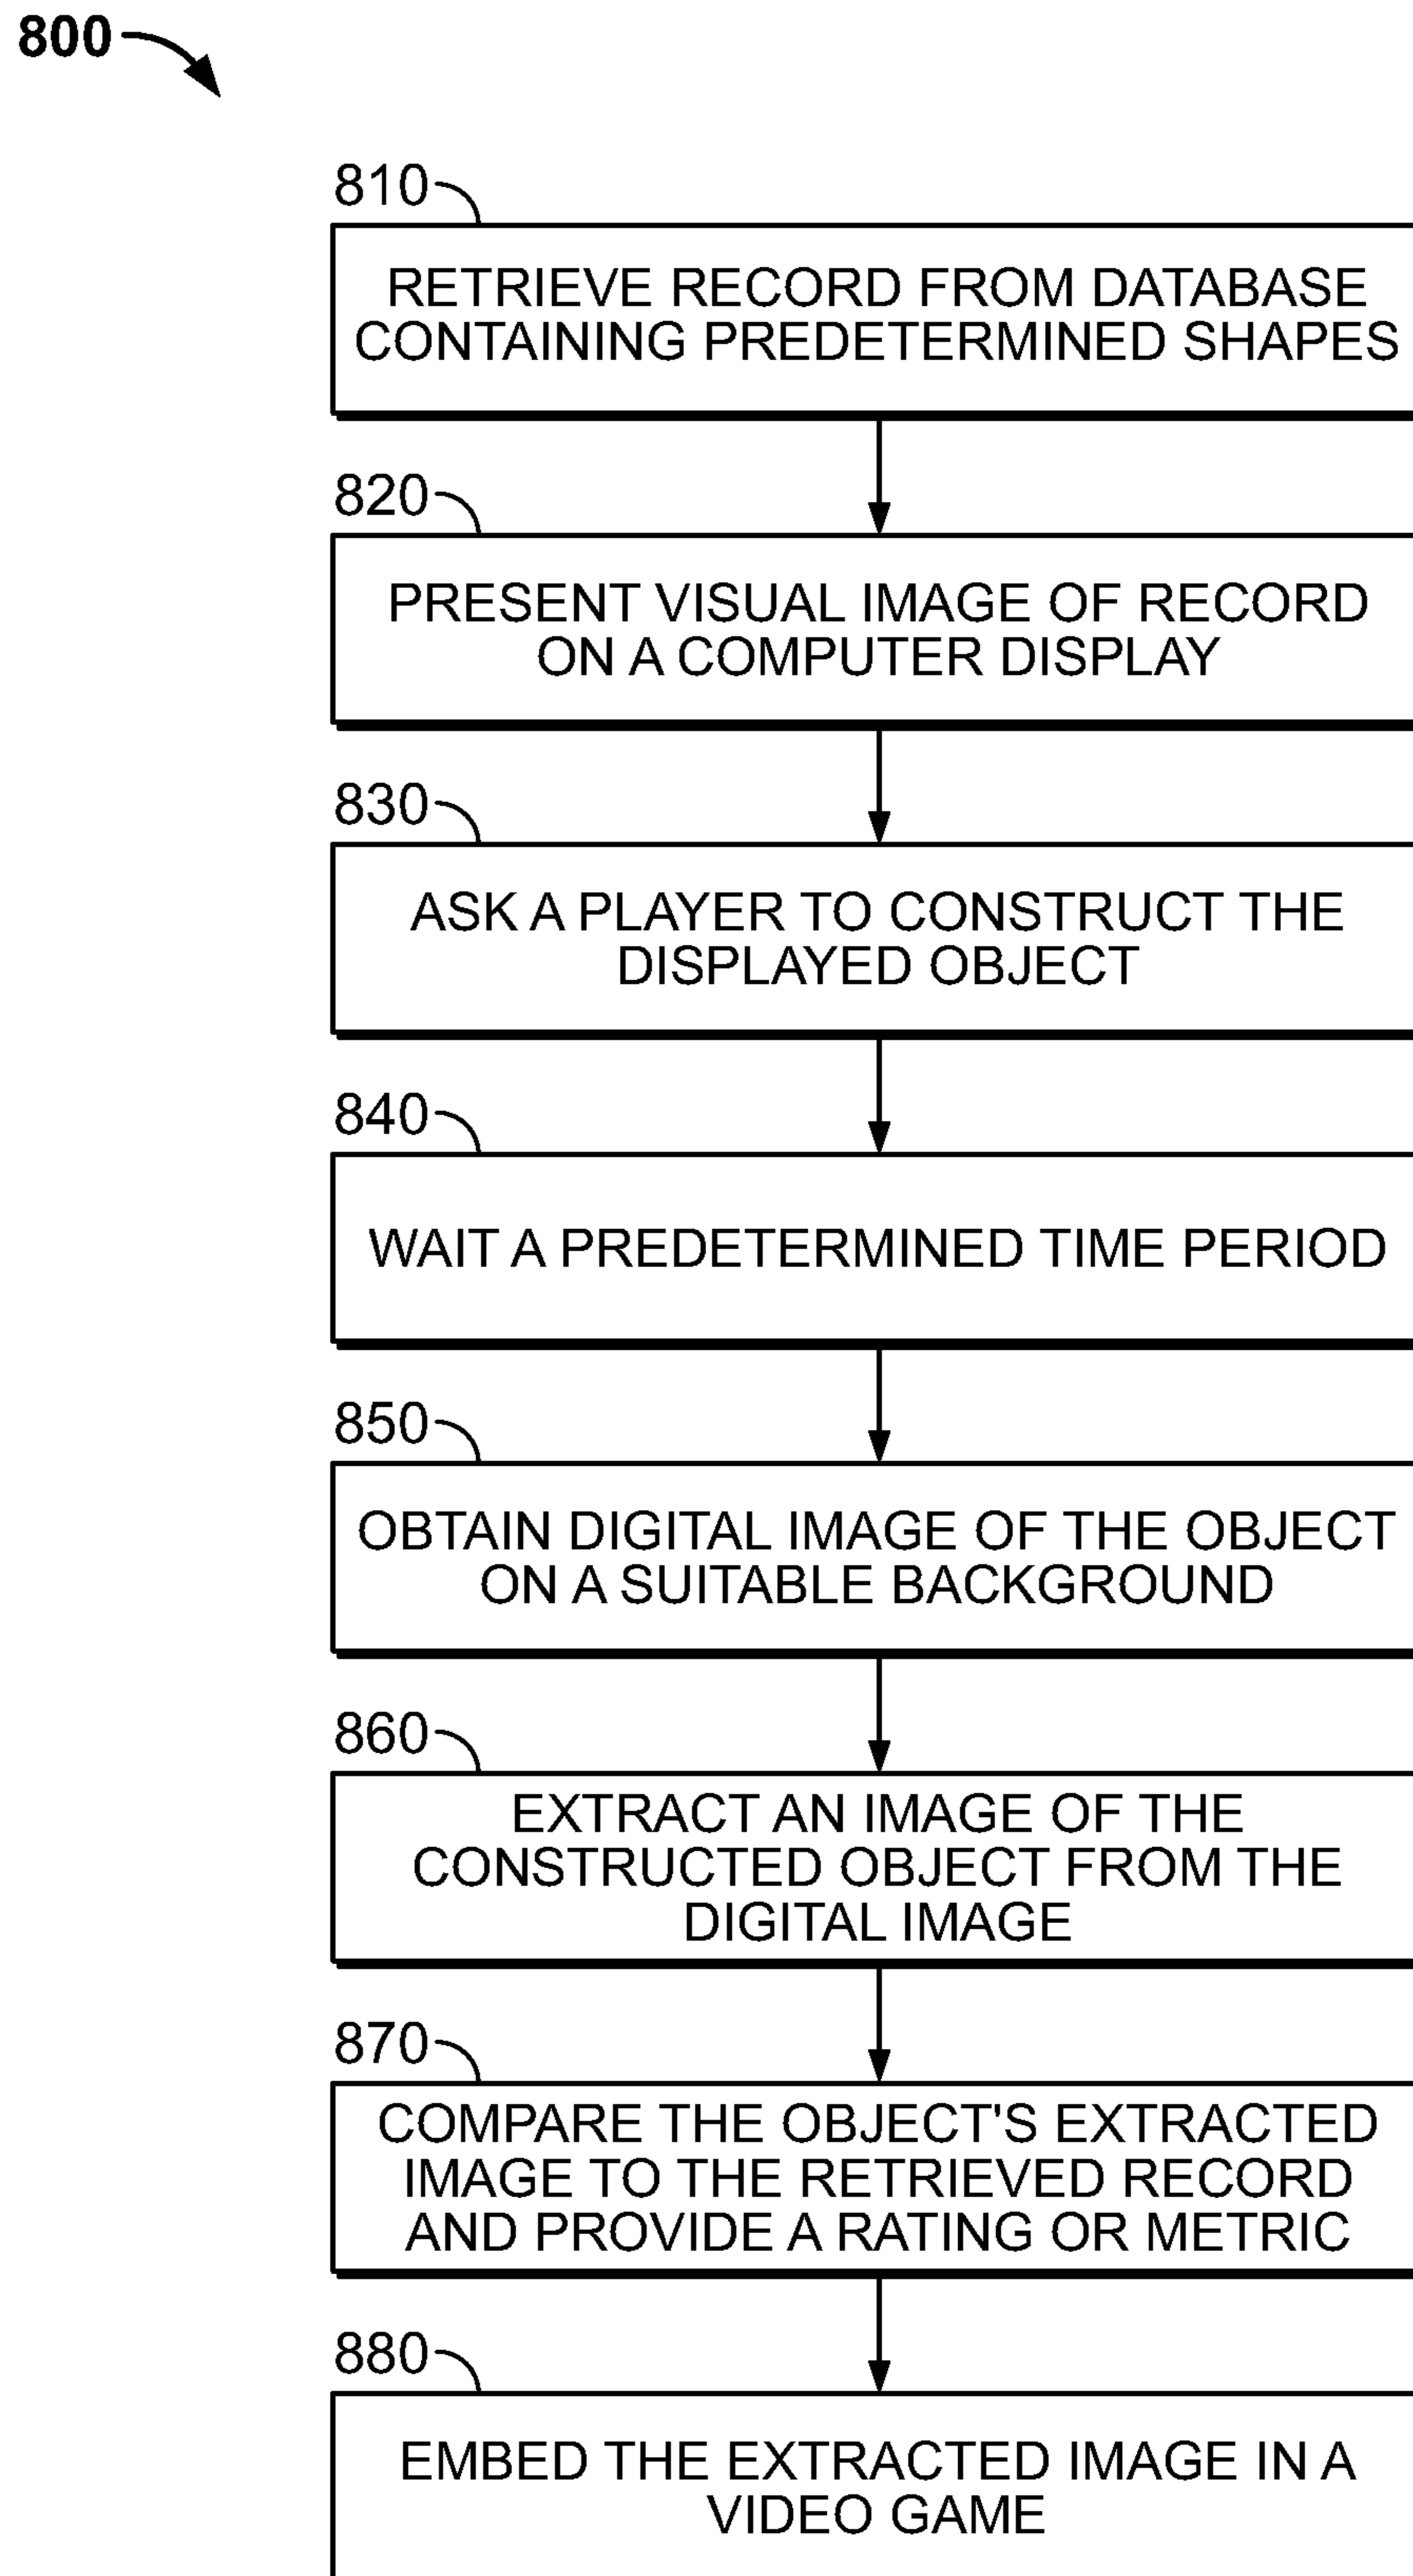 800
810
RETRIEVE RECORD FROM DATABASE
CONTAINING PREDETERMINED SHAPES
820
PRESENT VISUAL IMAGE OF RECORD
ON A COMPUTER DISPLAY
830
ASK A PLAYER TO CONSTRUCT THE
DISPLAYED OBJECT
840
WAIT A PREDETERMINED TIME PERIOD
850
OBTAIN DIGITAL IMAGE OF THE OBJECT
ON A SUITABLE BACKGROUND
860
EXTRACT AN IMAGE OF THE
CONSTRUCTED OBJECT FROM THE
DIGITAL IMAGE
870
COMPARE THE OBJECT'S EXTRACTED
IMAGE TO THE RETRIEVED RECORD
AND PROVIDE A RATING OR METRIC
880
EMBED THE EXTRACTED IMAGE IN A
VIDEO GAME